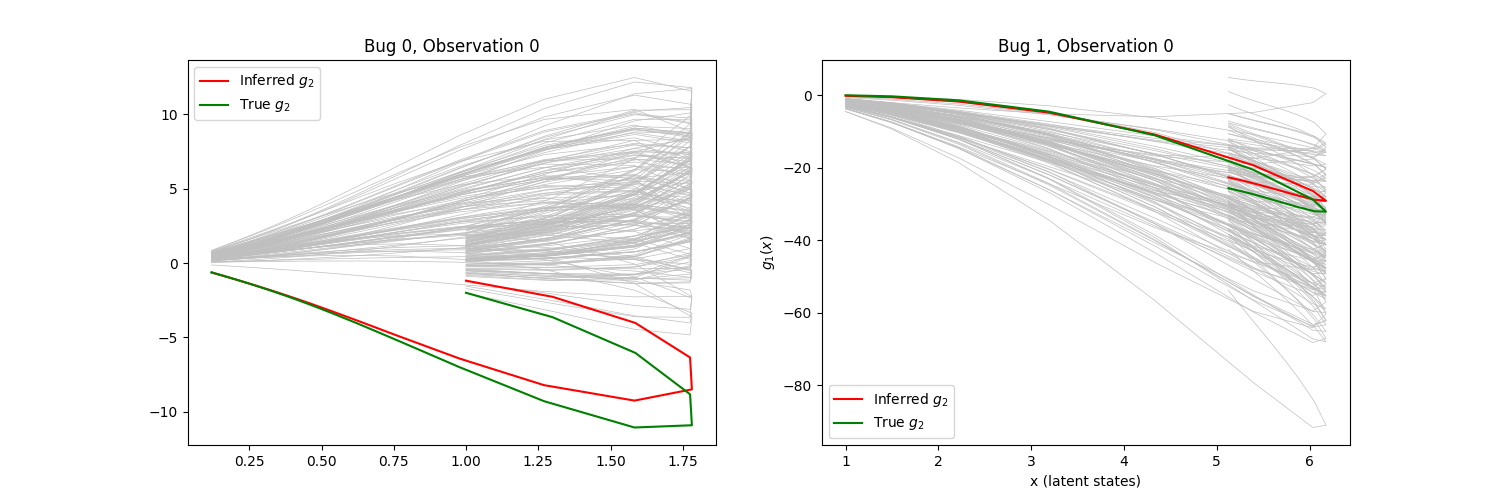 Bug 0, Observation 0
Inferred g₂
True g₂
10
5
0
−5
−10
0.25 0.50 0.75 1.00 1.25 1.50 1.75
Bug 1, Observation 0
g₁(x)
0
−20
−40
−60
−80
Inferred g₂
True g₂
1 2 3 4 5 6
x (latent states)